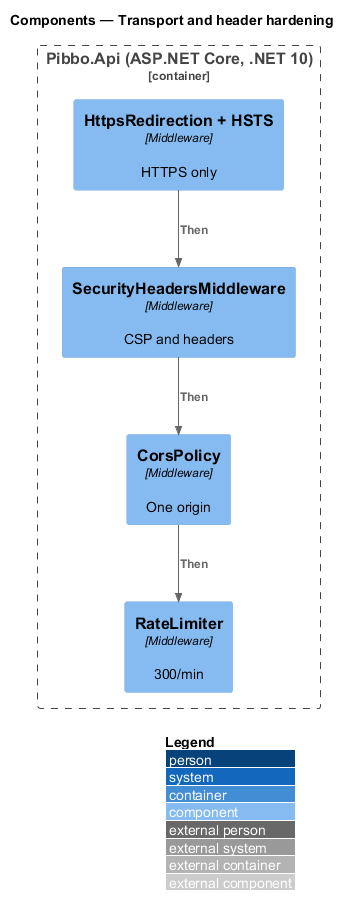 Components — Transport and header hardening
Pibbo.Api (ASP.NET Core, .NET 10)
[container]
HttpsRedirection + HSTS
[Middleware]
HTTPS only
Then
SecurityHeadersMiddleware
[Middleware]
CSP and headers
Then
CorsPolicy
[Middleware]
One origin
Then
RateLimiter
[Middleware]
300/min
Legend
person
system
container
component
external person
external system
external container
external component